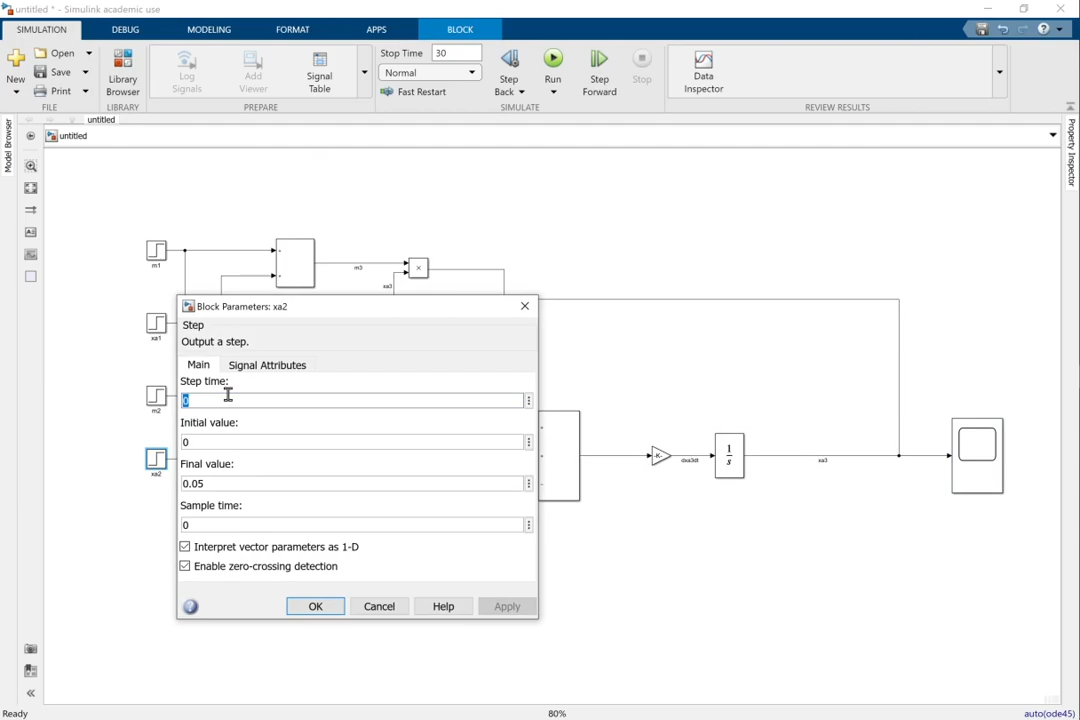 untitled * - Simulink academic use
SIMULATION DEBUG MODELING FORMAT APPS BLOCK
New
Open
Save
Print
FILE
Library Browser
LIBRARY
Log Signals
Add Viewer
Signal Table
PREPARE
Stop Time 30
Normal
Fast Restart
Step Back
Run
Step Forward
Stop
SIMULATE
Data Inspector
REVIEW RESULTS
Model Browser
untitled
untitled
Property Inspector
m1
m3
xa3
xa1
m2
xa2
Block Parameters: xa2
Step
Output a step.
Main Signal Attributes
Step time:
0
Initial value:
0
Final value:
0.05
Sample time:
0
Interpret vector parameters as 1-D
Enable zero-crossing detection
OK Cancel Help Apply
-K-
dxa3dt
1
s
xa3
Ready
80%
auto(ode45)